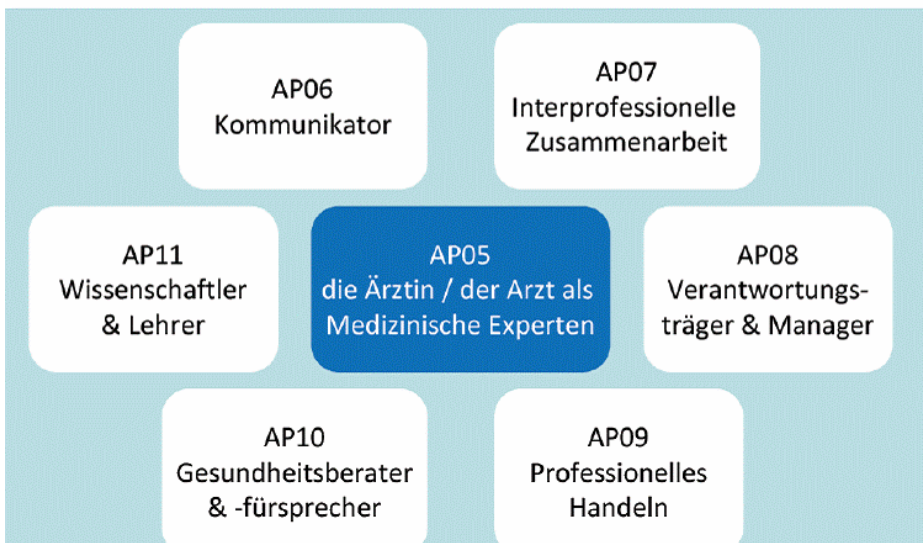 AP06
Kommunikator
AP07
Interprofessionelle
Zusammenarbeit
AP11
Wissenschaftler
& Lehrer
AP05
die Ärztin / der Arzt als
Medizinische Experten
AP08
Verantwortungs-
träger & Manager
AP10
Gesundheitsberater
& -fürsprecher
AP09
Professionelles
Handeln